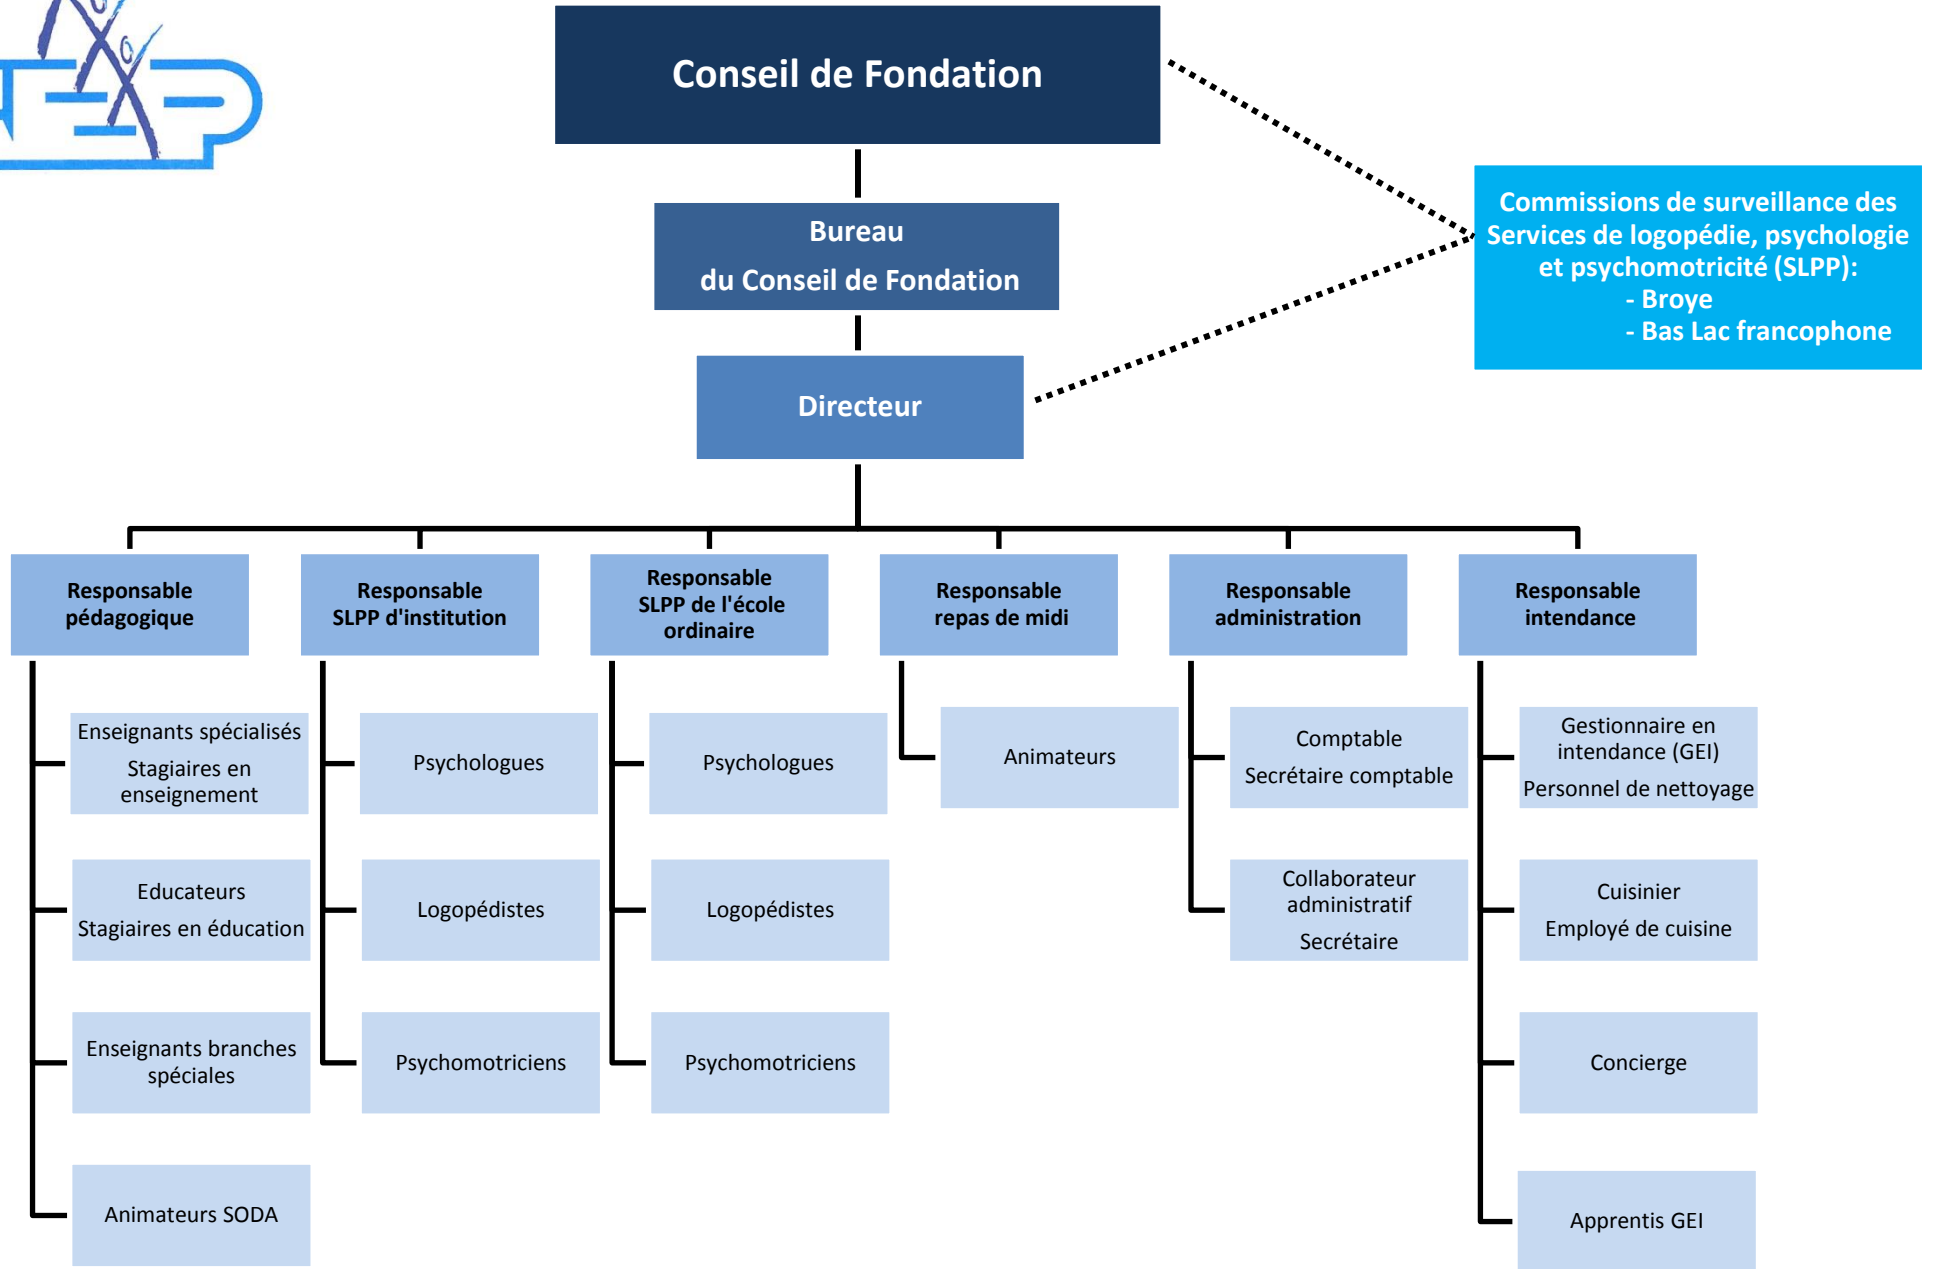 Conseil de Fondation
Bureau
du Conseil de Fondation
Directeur
Commissions de surveillance des
Services de logopédie, psychologie
et psychomotricité (SLPP):
- Broye
- Bas Lac francophone
Responsable
pédagogique
Responsable
SLPP d'institution
Responsable
SLPP de l'école
ordinaire
Responsable
repas de midi
Responsable
administration
Responsable
intendance
Enseignants spécialisés
Stagiaires en
enseignement
Educateurs
Stagiaires en éducation
Enseignants branches
spéciales
Animateurs SODA
Psychologues
Logopédistes
Psychomotriciens
Psychologues
Logopédistes
Psychomotriciens
Animateurs
Comptable
Secrétaire comptable
Collaborateur
administratif
Secrétaire
Gestionnaire en
intendance (GEI)
Personnel de nettoyage
Cuisinier
Employé de cuisine
Concierge
Apprentis GEI